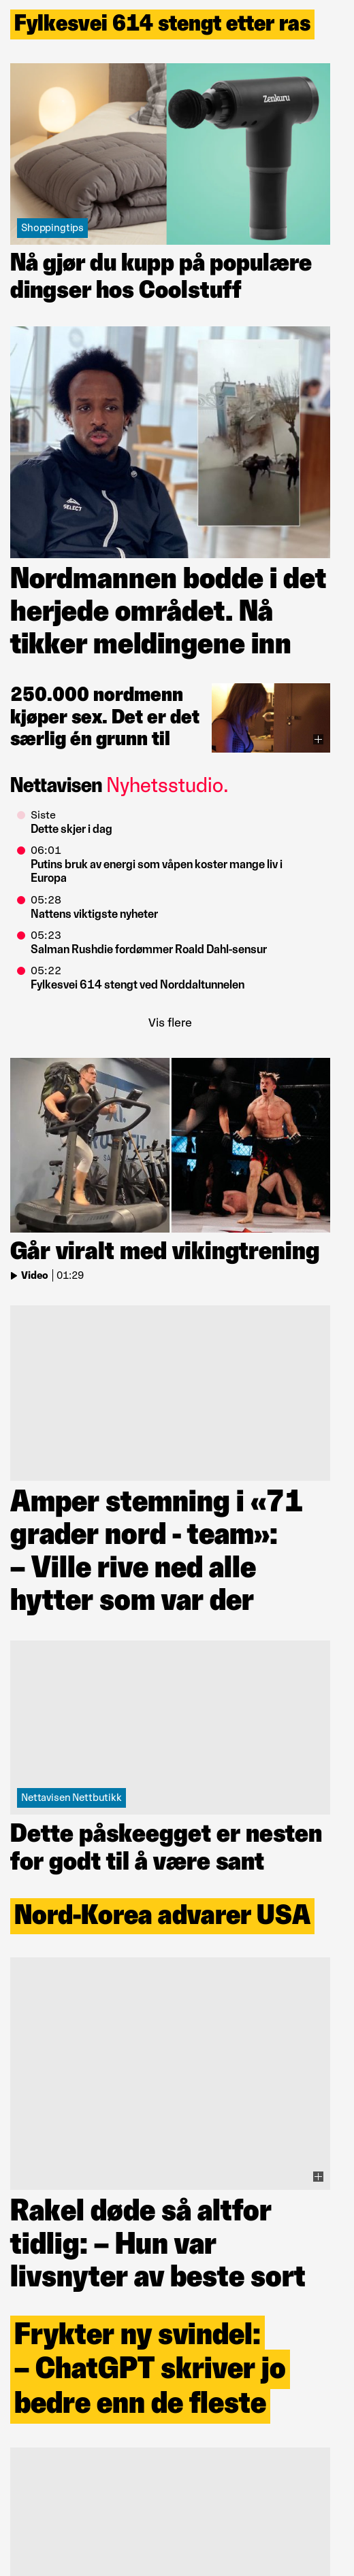 Fylkesvei 614 stengt etter ras
Zenkuru
Shoppingtips
Nå gjør du kupp på populære
dingser hos Coolstuff
SELECT
Nordmannen bodde i det
herjede området. Nå
tikker meldingene inn
250.000 nordmenn
kjøper sex. Det er det
særlig én grunn til
Nettavisen Nyhetsstudio.
Siste
Dette skjer i dag
06:01
Putins bruk av energi som våpen koster mange liv i
Europa
05:28
Nattens viktigste nyheter
05:23
Salman Rushdie fordømmer Roald Dahl-sensur
05:22
Fylkesvei 614 stengt ved Norddaltunnelen
Vis flere
Går viralt med vikingtrening
Video | 01:29
Amper stemning i «71
grader nord - team»:
– Ville rive ned alle
hytter som var der
Nettavisen Nettbutikk
Dette påskeegget er nesten
for godt til å være sant
Nord-Korea advarer USA
Rakel døde så altfor
tidlig: – Hun var
livsnyter av beste sort
Frykter ny svindel:
– ChatGPT skriver jo
bedre enn de fleste